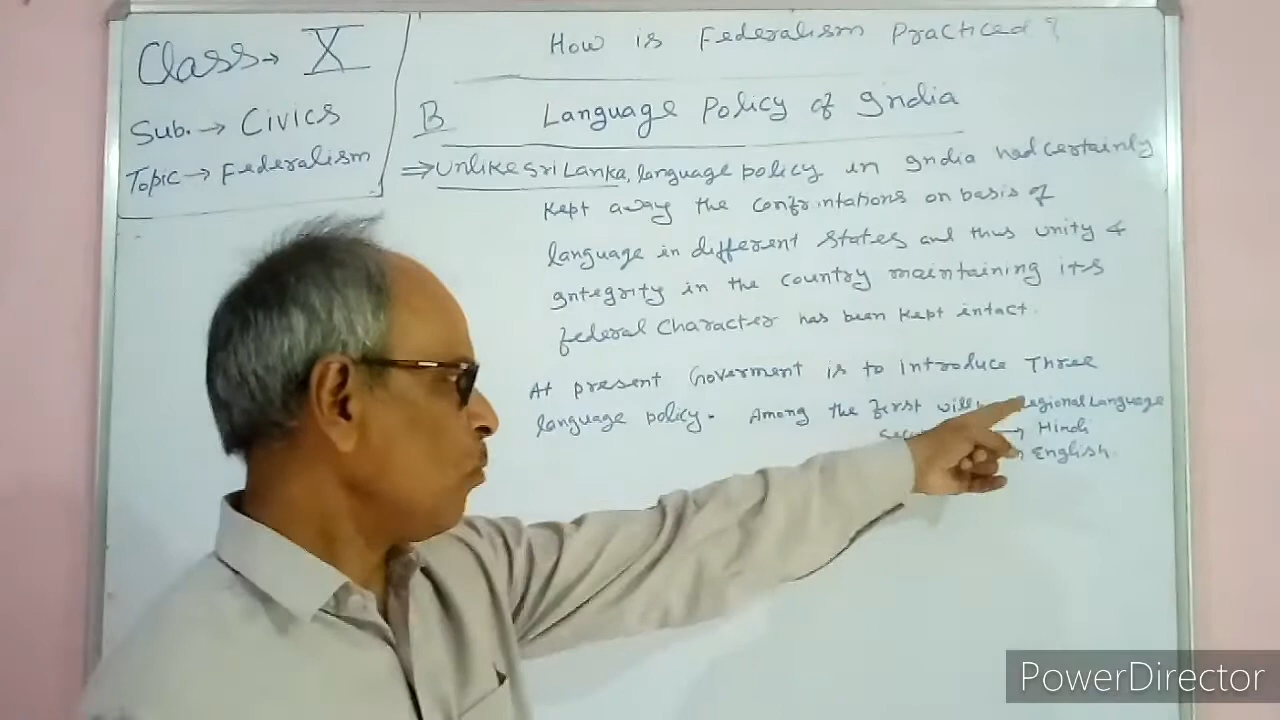 Class → X
Sub. → Civics
Topic → Federalism
How is Federalism Practiced?
B Language Policy of India
⇒ Unlike Sri Lanka, language policy in India had certainly
Kept away the confrintations on basis of
language in different states and thus unity &
Integrity in the country maintaining its
federal Character has been kept intact.
At present Goverment is to introduce Three
language policy. Among the first will Regional Language
→ Hindi
English.
PowerDirector